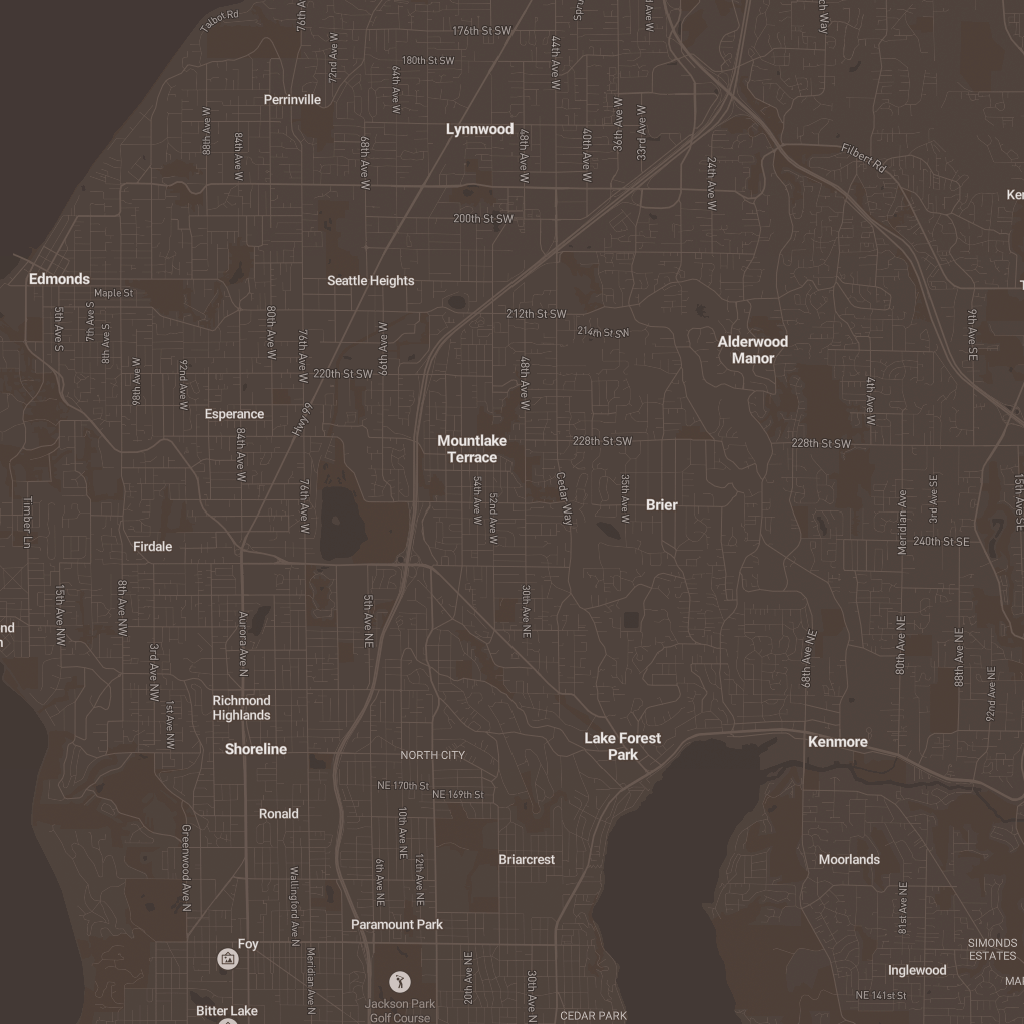 Talbot Rd
76th A
176th St SW
44th Ave W
Spru
d Ave W
ch Way
72nd Ave W
180th St SW
64th Ave W
Perrinville
88th Ave W
84th Ave W
68th Ave W
Lynnwood
48th Ave W
40th Ave W
36th Ave W
33rd Ave W
24th Ave W
Filbert Rd
Ker
200th St SW
Edmonds
Maple St
Seattle Heights
5th Ave S
7th Ave S
8th Ave S
80th Ave W
76th Ave W
66th Ave W
212th St SW
214th St SW
Alderwood
Manor
9th Ave SE
T
98th Ave W
92nd Ave W
220th St SW
48th Ave W
4th Ave W
Esperance
Hwy 99
84th Ave W
Mountlake
Terrace
228th St SW
228th St SW
76th Ave W
54th Ave W
52nd Ave W
Cedar Way
35th Ave W
Brier
Meridian Ave
3rd Ave SE
15th Ave SE
240th St SE
Timber Ln
Firdale
15th Ave NW
8th Ave NW
Aurora Ave N
5th Ave NE
30th Ave NE
nd
n
3rd Ave NW
1st Ave NW
68th Ave NE
80th Ave NE
88th Ave NE
92nd Ave NE
Richmond
Highlands
Shoreline
NORTH CITY
Lake Forest
Park
Kenmore
NE 170th St
NE 169th St
Ronald
10th Ave NE
Greenwood Ave N
Wallingford Ave N
6th Ave NE
12th Ave NE
Briarcrest
Moorlands
81st Ave NE
Paramount Park
Foy
SIMONDS
ESTATES
Meridian Ave N
20th Ave NE
30th Ave N
Inglewood
MAR
NE 141st St
Jackson Park
Golf Course
Bitter Lake
CEDAR PARK